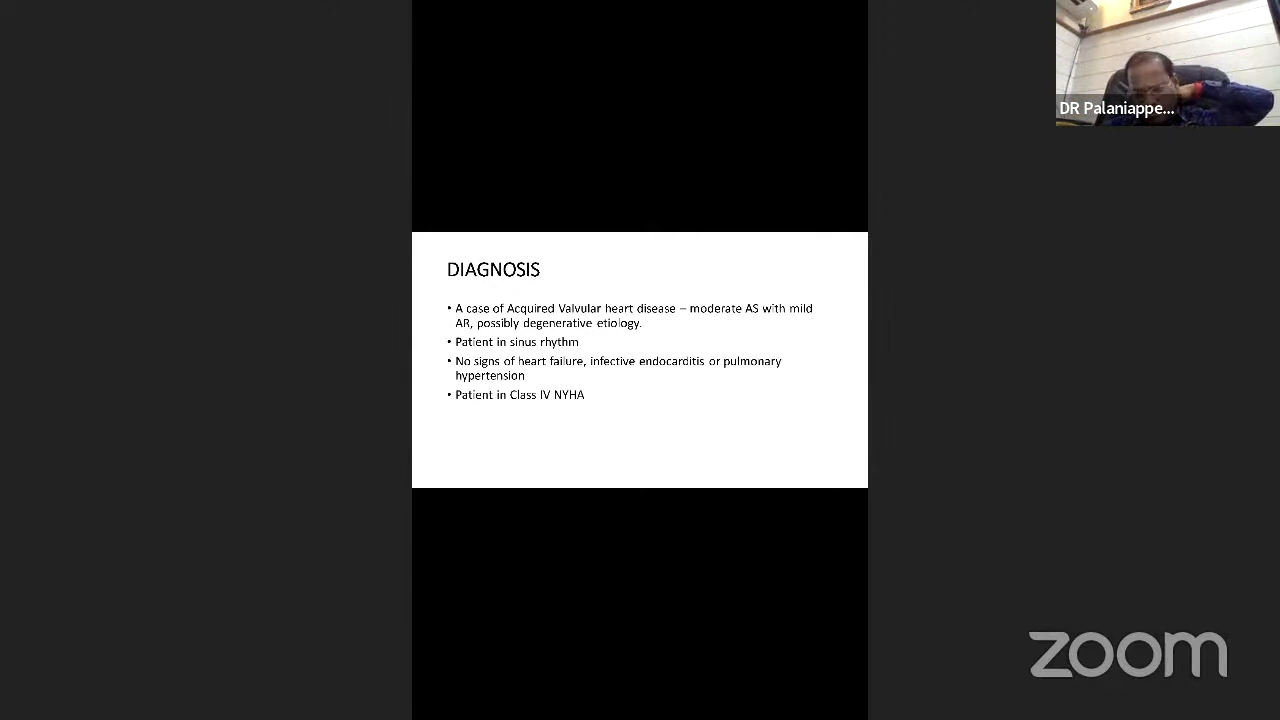 DR Palaniappe...
DIAGNOSIS
• A case of Acquired Valvular heart disease – moderate AS with mild
AR, possibly degenerative etiology.
• Patient in sinus rhythm
• No signs of heart failure, infective endocarditis or pulmonary
hypertension
• Patient in Class IV NYHA
zoom